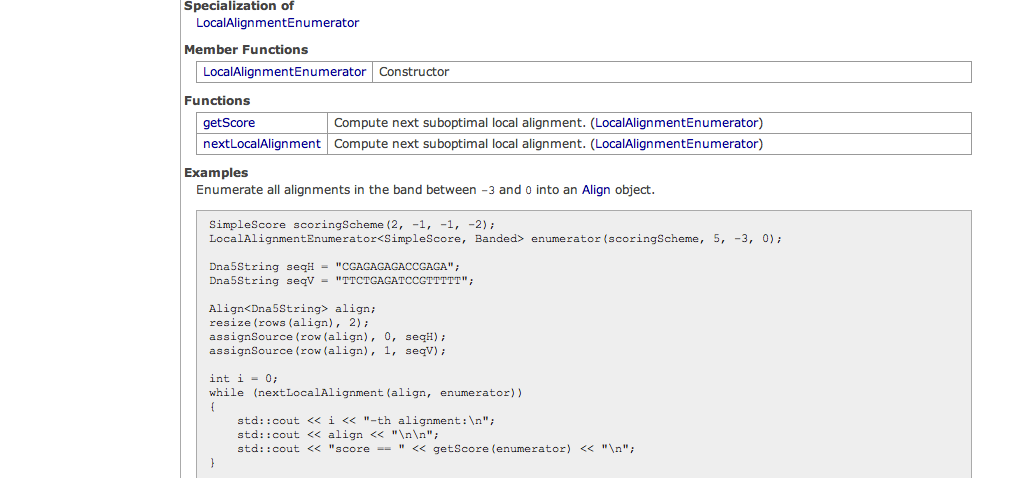 Specialization of
LocalAlignmentEnumerator
Member Functions
LocalAlignmentEnumerator Constructor
Functions
getScore Compute next suboptimal local alignment. (LocalAlignmentEnumerator)
nextLocalAlignment Compute next suboptimal local alignment. (LocalAlignmentEnumerator)
Examples
Enumerate all alignments in the band between -3 and 0 into an Align object.
SimpleScore scoringScheme(2, -1, -1, -2);
LocalAlignmentEnumerator<SimpleScore, Banded> enumerator(scoringScheme, 5, -3, 0);
Dna5String seqH = "CGAGAGAGACCGAGA";
Dna5String seqV = "TTCTGAGATCCGTTTTT";
Align<Dna5String> align;
resize(rows(align), 2);
assignSource(row(align), 0, seqH);
assignSource(row(align), 1, seqV);
int i = 0;
while (nextLocalAlignment(align, enumerator))
{
    std::cout << i << "-th alignment:\n";
    std::cout << align << "\n\n";
    std::cout << "score == " << getScore(enumerator) << "\n";
}